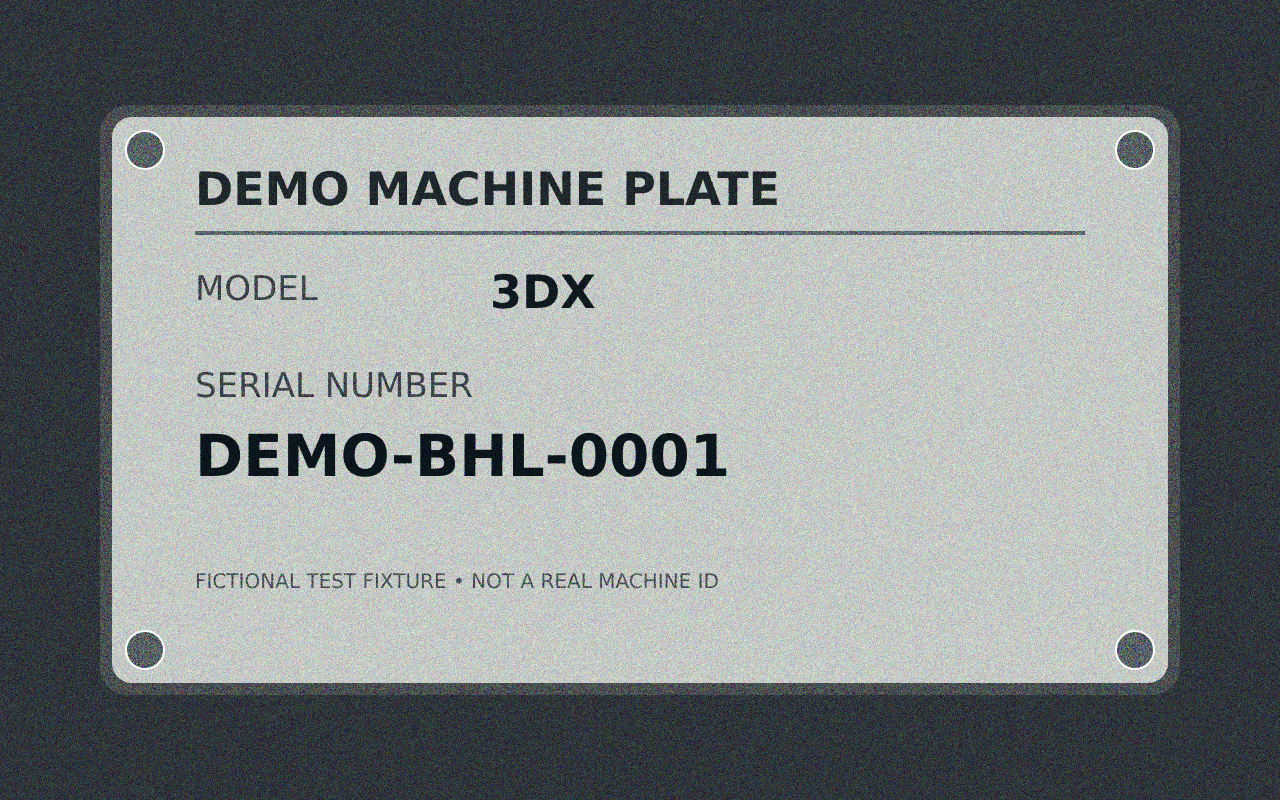 DEMO MACHINE PLATE
MODEL 3DX
SERIAL NUMBER
DEMO-BHL-0001
FICTIONAL TEST FIXTURE • NOT A REAL MACHINE ID